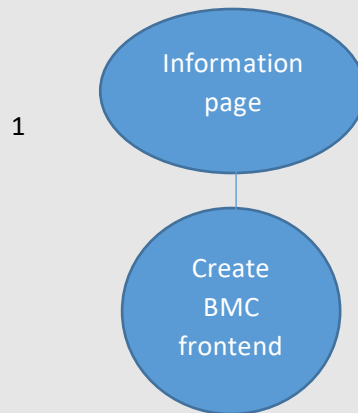 Information
page
1
Create
BMC
frontend